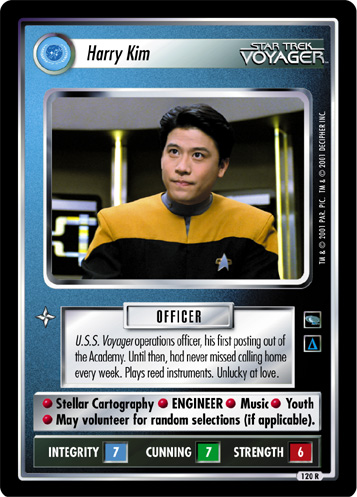 Harry Kim
STAR TREK
VOYAGER
TM & © 2001 PAR. PIC. TM & © 2001 DECIPHER INC.
OFFICER
U.S.S. Voyager operations officer, his first posting out of
the Academy. Until then, had never missed calling home
every week. Plays reed instruments. Unlucky at love.
• Stellar Cartography • ENGINEER • Music • Youth
• May volunteer for random selections (if applicable).
INTEGRITY 7 CUNNING 7 STRENGTH 6
120 R